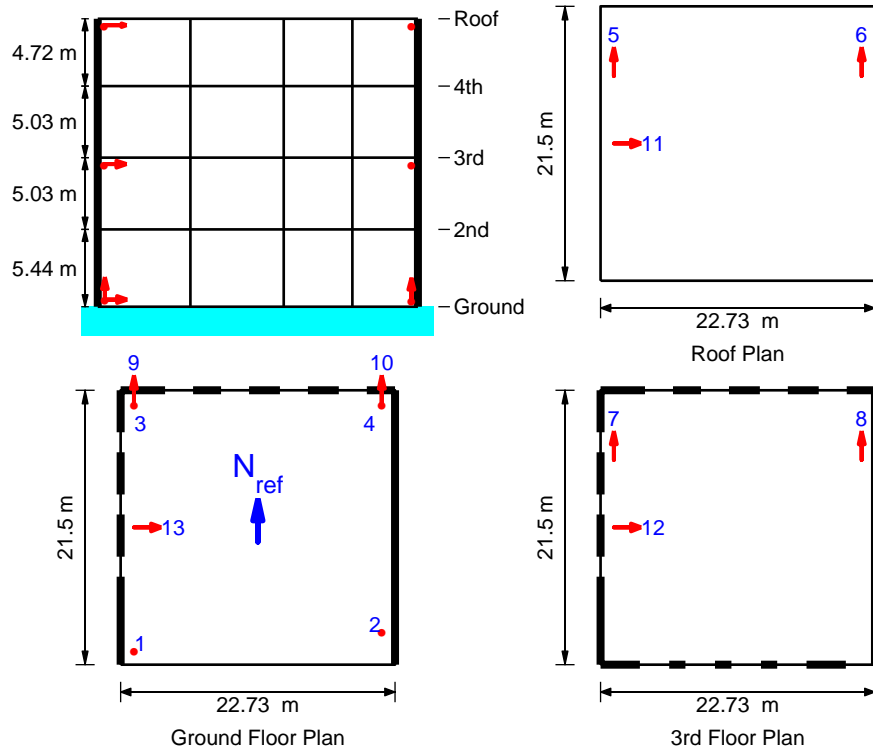 Roof
4.72 m
4th
5.03 m
3rd
5.03 m
2nd
5.44 m
Ground
5 6
11
21.5 m
22.73 m
Roof Plan
9 10
3 4
N ref
13
21.5 m
1 2
22.73 m
Ground Floor Plan
7 8
12
21.5 m
22.73 m
3rd Floor Plan